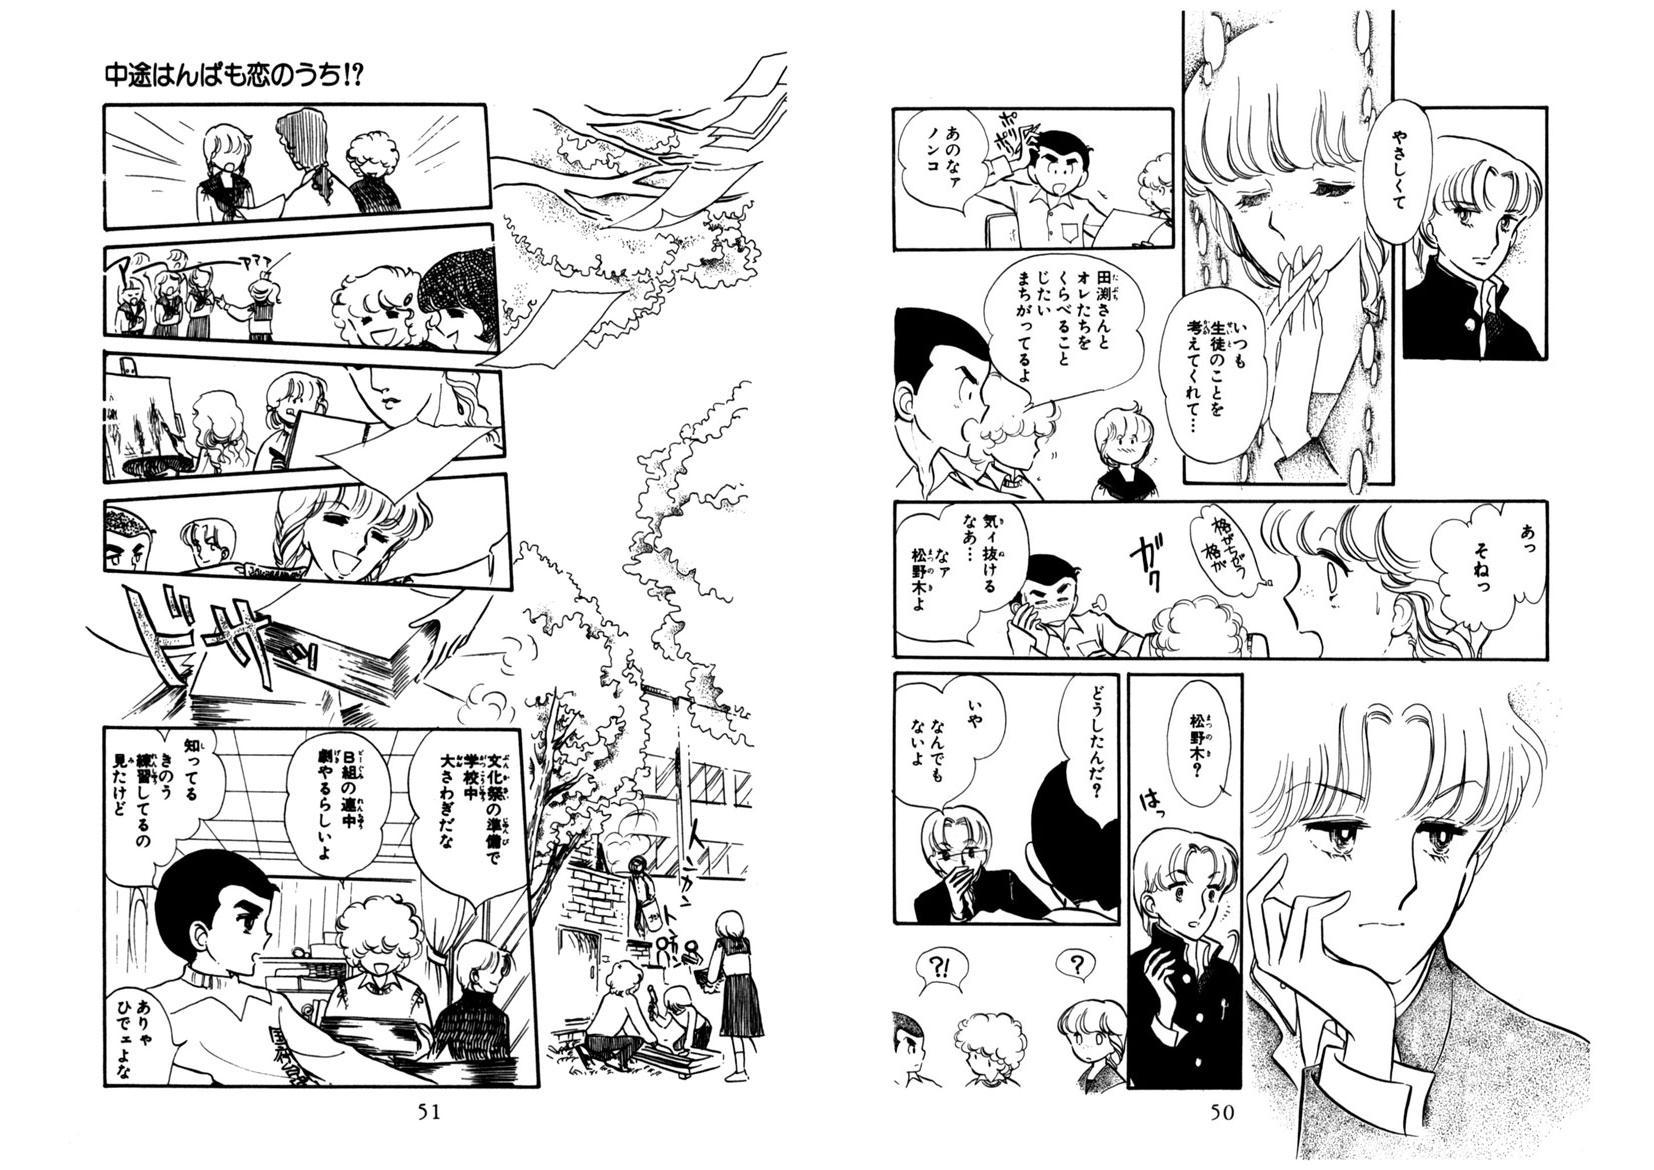 やさしくて
いつも
生徒のことを
考えてくれて…
あのなァ
ノンコ
ポリポリ
田渕さんと
オレたちを
くらべること
じたい
まちがってるよ
あっ
そねっ
格がちがう
格が
ガク
気ィ抜ける
なあ…
なァ
松野木よ
松野木?
はっ
どうしたんだ?
いや
なんでも
ないよ
?
?!
50
中途はんぱも恋のうち!?
アァァ
ドサッ
トンカン
トカン
文化祭の準備で
学校中
大さわぎだな
B組の連中
劇やるらしいよ
知ってる
きのう
練習してるの
見たけど
ありゃ
ひでェよな
51